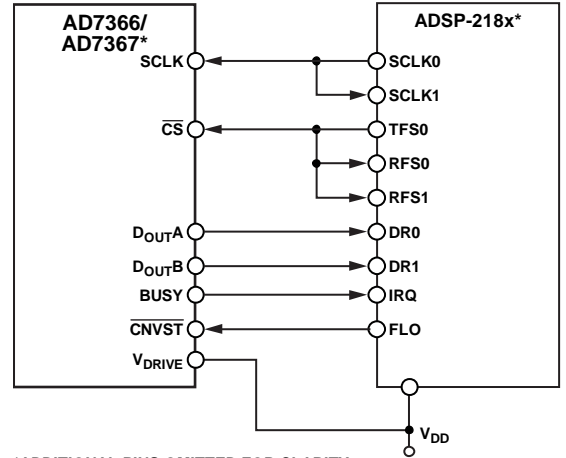 AD7366/
AD7367*
ADSP-218x*
SCLK
SCLK0
SCLK1
CS
TFS0
RFS0
RFS1
DOUTA
DR0
DOUTB
DR1
BUSY
IRQ
CNVST
FLO
VDRIVE
VDD